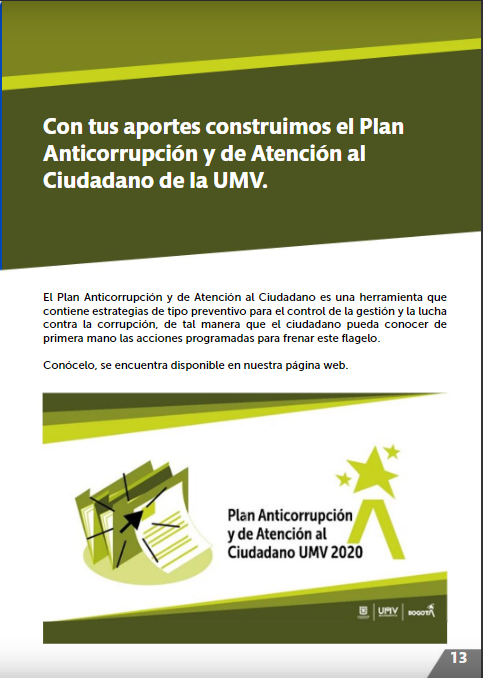 Con tus aportes construimos el Plan
Anticorrupción y de Atención al
Ciudadano de la UMV.
El Plan Anticorrupción y de Atención al Ciudadano es una herramienta que
contiene estrategias de tipo preventivo para el control de la gestión y la lucha
contra la corrupción, de tal manera que el ciudadano pueda conocer de
primera mano las acciones programadas para frenar este flagelo.
Conócelo, se encuentra disponible en nuestra página web.
Plan Anticorrupción
y de Atención al
Ciudadano UMV 2020
UMV
BOGOTÁ
13